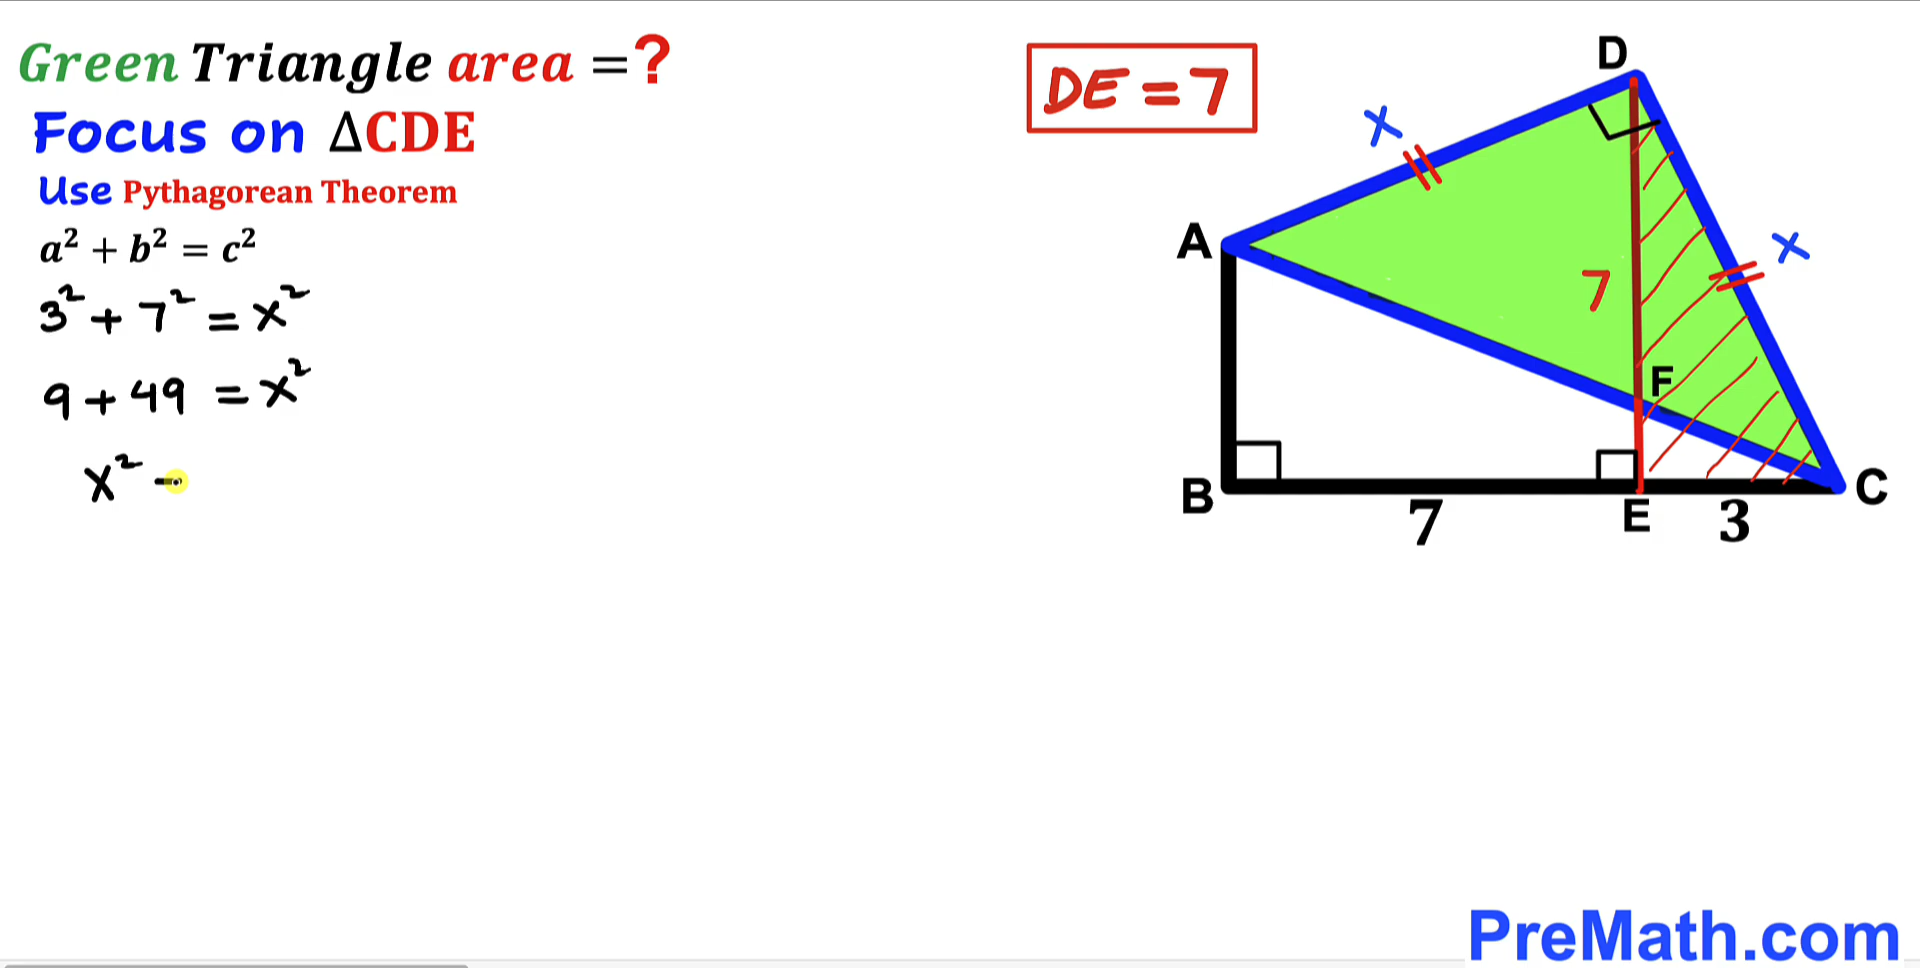 Green Triangle area =?
Focus on ΔCDE
Use Pythagorean Theorem
a² + b² = c²
3² + 7² = x²
9 + 49 = x²
x² -
DE = 7
D
x
A
x
7
F
B
E
C
7
3
PreMath.com